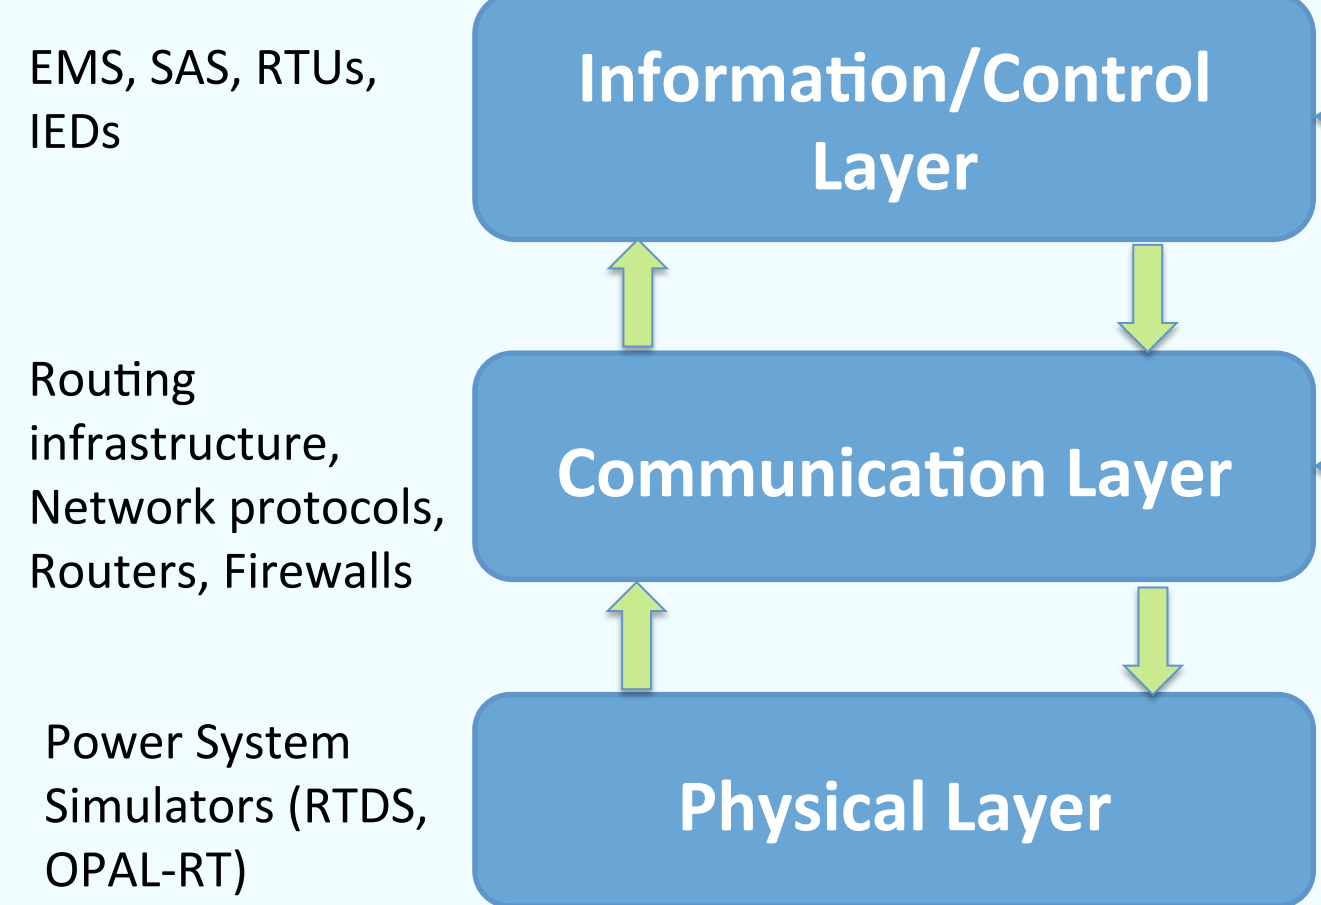 EMS, SAS, RTUs,
IEDs
Information/Control
Layer
Routing
infrastructure,
Network protocols,
Routers, Firewalls
Communication Layer
Power System
Simulators (RTDS,
OPAL-RT)
Physical Layer